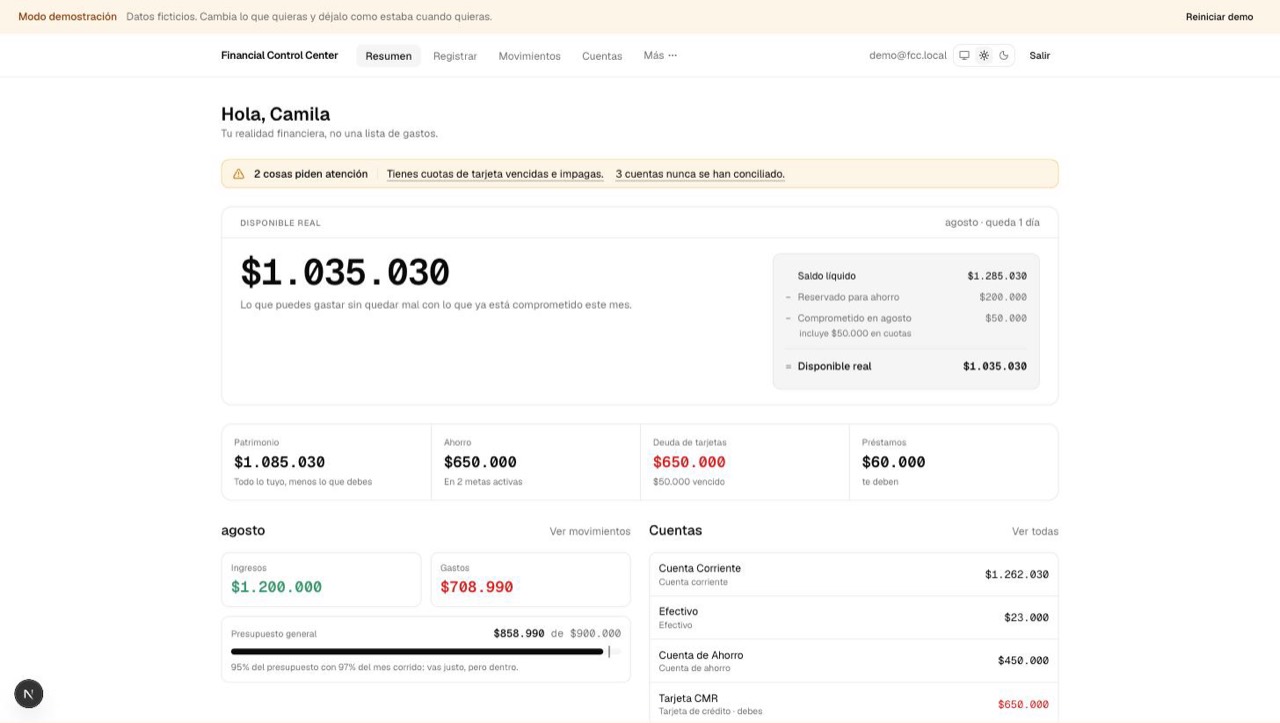 Modo demostración Datos ficticios. Cambia lo que quieras y déjalo como estaba cuando quieras. Reiniciar demo
Financial Control Center Resumen Registrar Movimientos Cuentas Más ··· demo@fcc.local Salir
Hola, Camila
Tu realidad financiera, no una lista de gastos.
2 cosas piden atención Tienes cuotas de tarjeta vencidas e impagas. 3 cuentas nunca se han conciliado.
DISPONIBLE REAL agosto · queda 1 día
$1.035.030
Lo que puedes gastar sin quedar mal con lo que ya está comprometido este mes.
Saldo líquido $1.285.030
− Reservado para ahorro $200.000
− Comprometido en agosto $50.000
incluye $50.000 en cuotas
= Disponible real $1.035.030
Patrimonio
$1.085.030
Todo lo tuyo, menos lo que debes
Ahorro
$650.000
En 2 metas activas
Deuda de tarjetas
$650.000
$50.000 vencido
Préstamos
$60.000
te deben
agosto Ver movimientos
Ingresos
$1.200.000
Gastos
$708.990
Presupuesto general $858.990 de $900.000
95% del presupuesto con 97% del mes corrido: vas justo, pero dentro.
Cuentas Ver todas
Cuenta Corriente
Cuenta corriente
$1.262.030
Efectivo
Efectivo
$23.000
Cuenta de Ahorro
Cuenta de ahorro
$450.000
Tarjeta CMR
Tarjeta de crédito · debes
$650.000
N